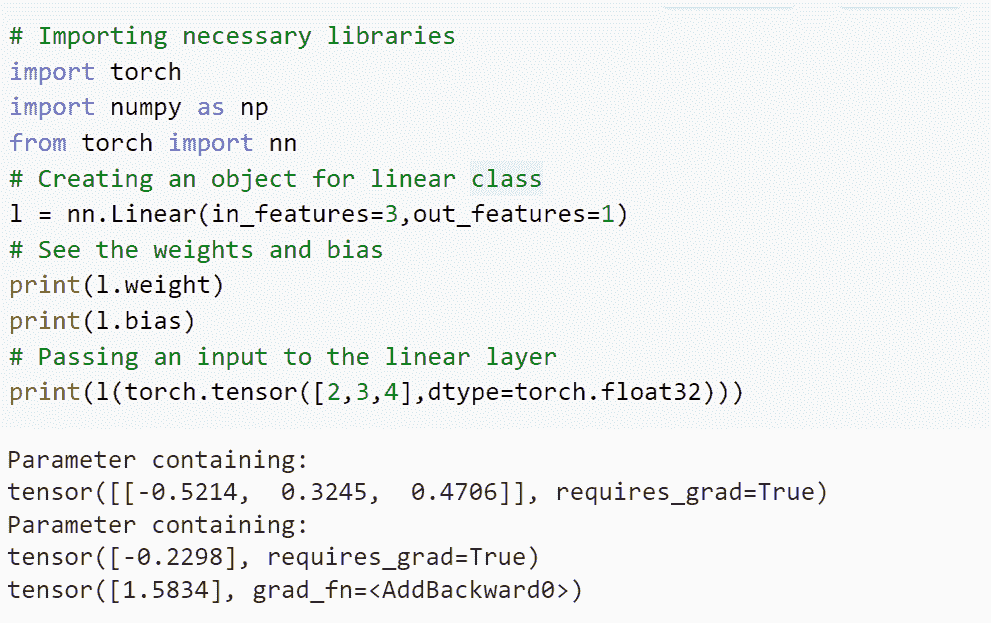 # Importing necessary libraries
import torch
import numpy as np
from torch import nn
# Creating an object for linear class
l = nn.Linear(in_features=3,out_features=1)
# See the weights and bias
print(l.weight)
print(l.bias)
# Passing an input to the linear layer
print(l(torch.tensor([2,3,4],dtype=torch.float32)))
Parameter containing:
tensor([[-0.5214,  0.3245,  0.4706]], requires_grad=True)
Parameter containing:
tensor([-0.2298], requires_grad=True)
tensor([1.5834], grad_fn=<AddBackward0>)